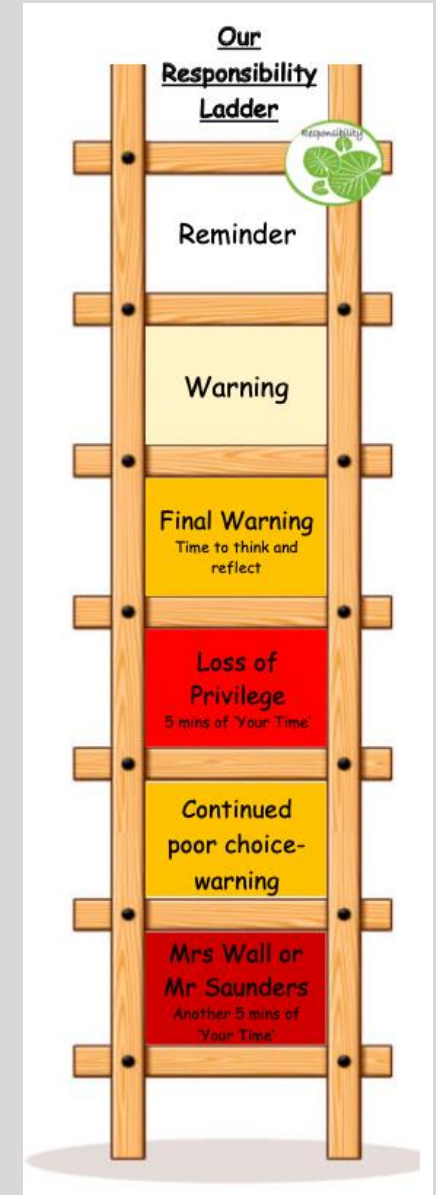 Our
Responsibility
Ladder
Responsibility
Reminder
Warning
Final Warning
Time to think and
reflect
Loss of
Privilege
5 mins of 'Your Time'
Continued
poor choice-
warning
Mrs Wall or
Mr Saunders
Another 5 mins of
'Your Time'